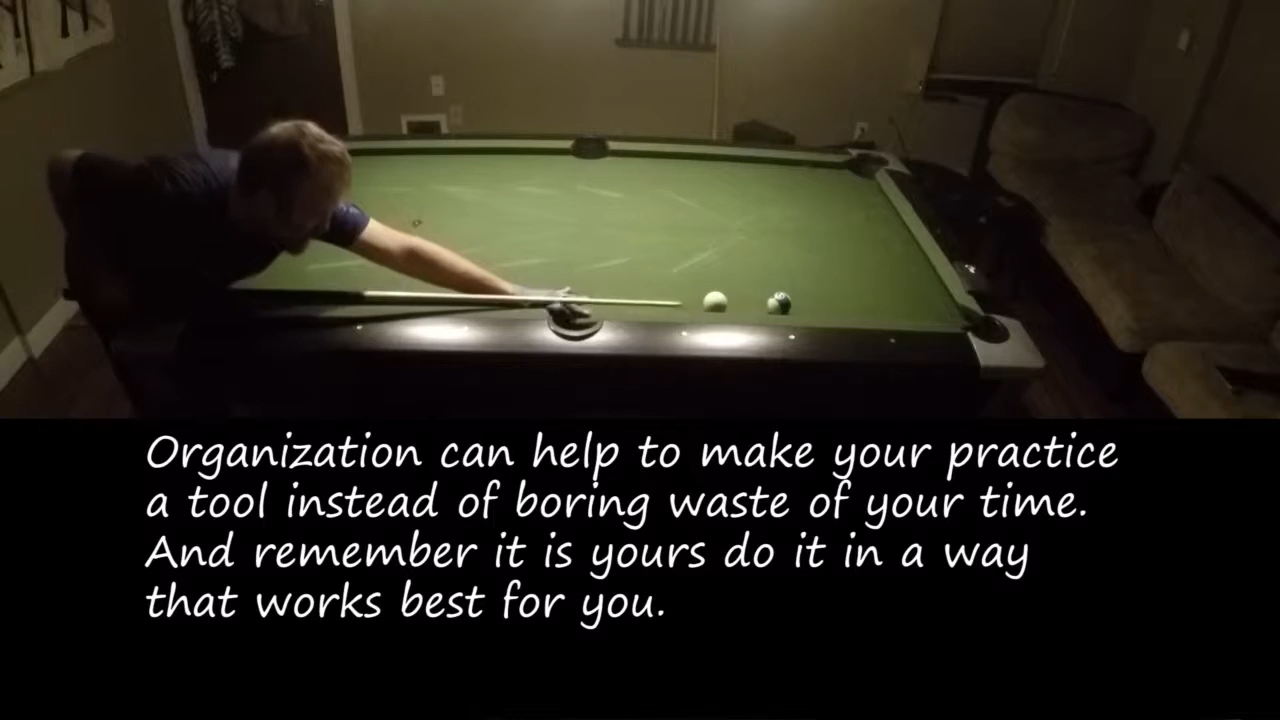 Organization can help to make your practice
a tool instead of boring waste of your time.
And remember it is yours do it in a way
that works best for you.